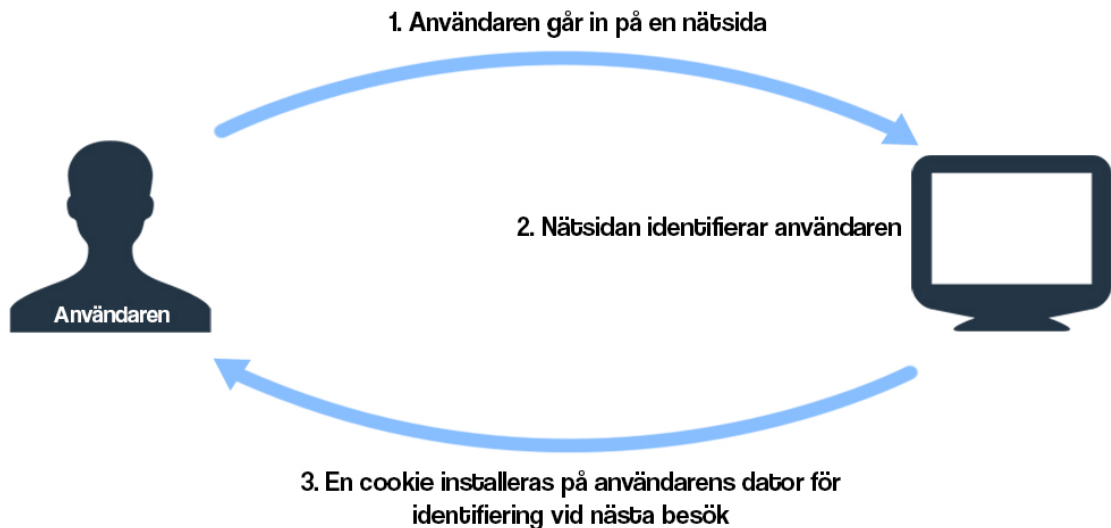 1. Användaren går in på en nätsida
2. Nätsidan identifierar användaren
Användaren
3. En cookie installeras på användarens dator för
identifiering vid nästa besök